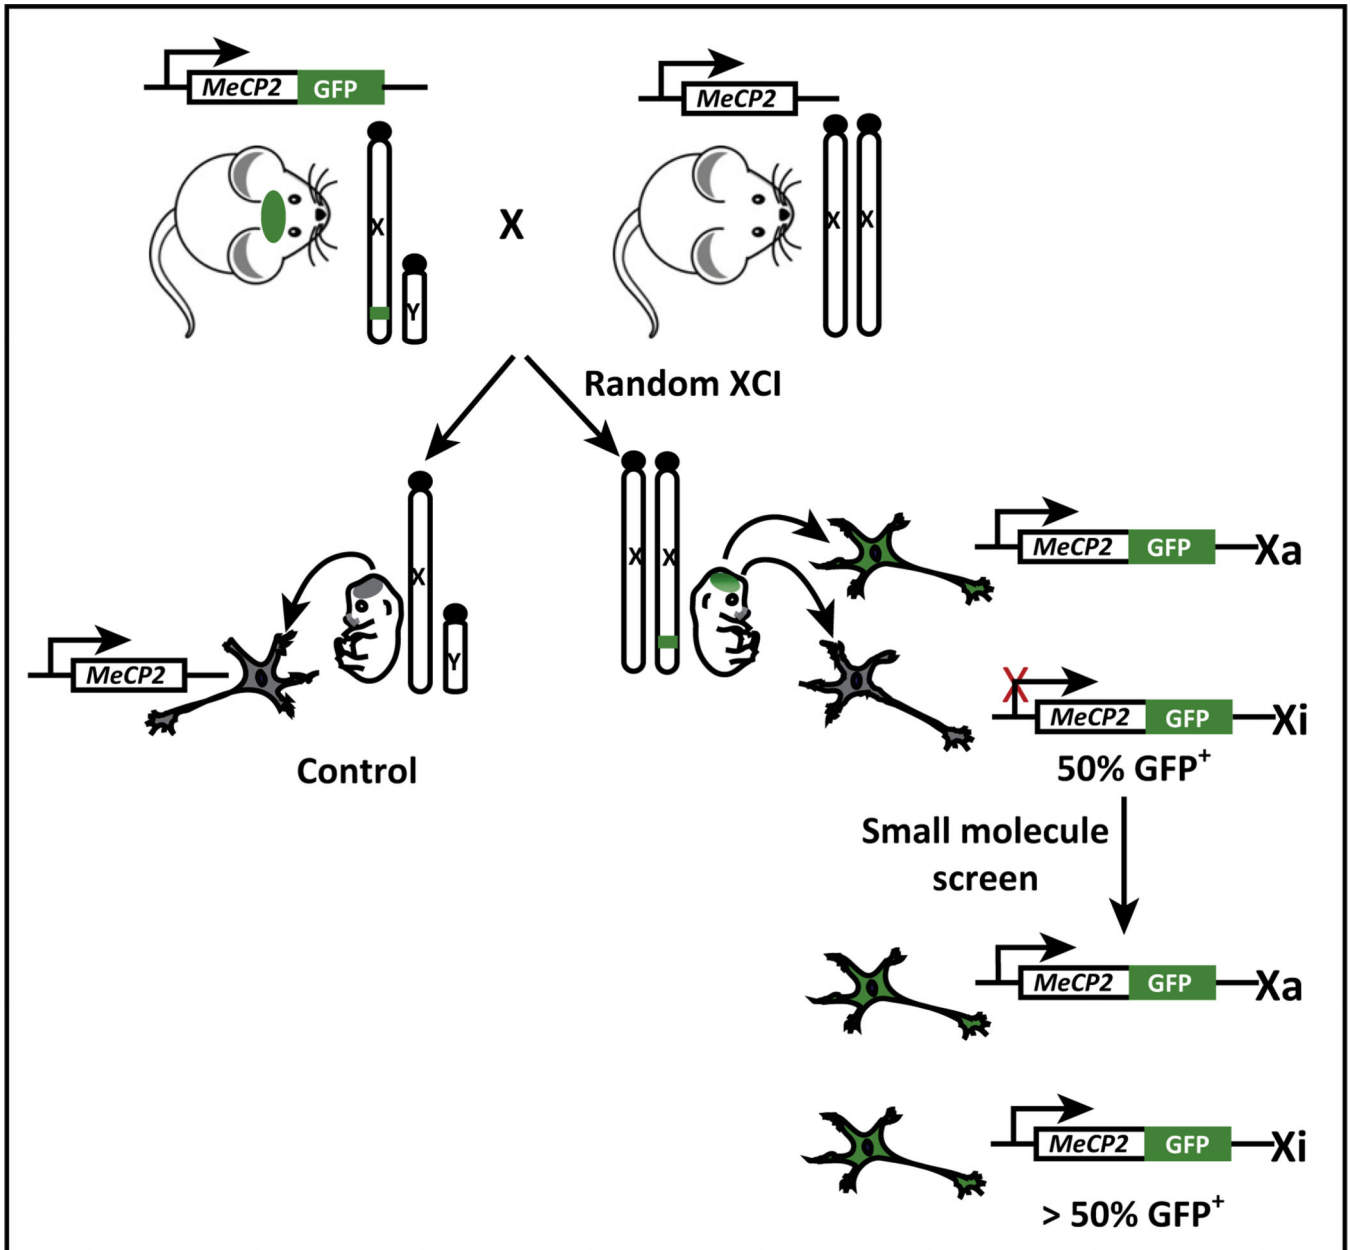 MeCP2 GFP
MeCP2
X
Y
X
X
X
Random XCI
X
Y
MeCP2
Control
X
X
MeCP2 GFP Xa
X
MeCP2 GFP Xi
50% GFP⁺
Small molecule
screen
MeCP2 GFP Xa
MeCP2 GFP Xi
> 50% GFP⁺